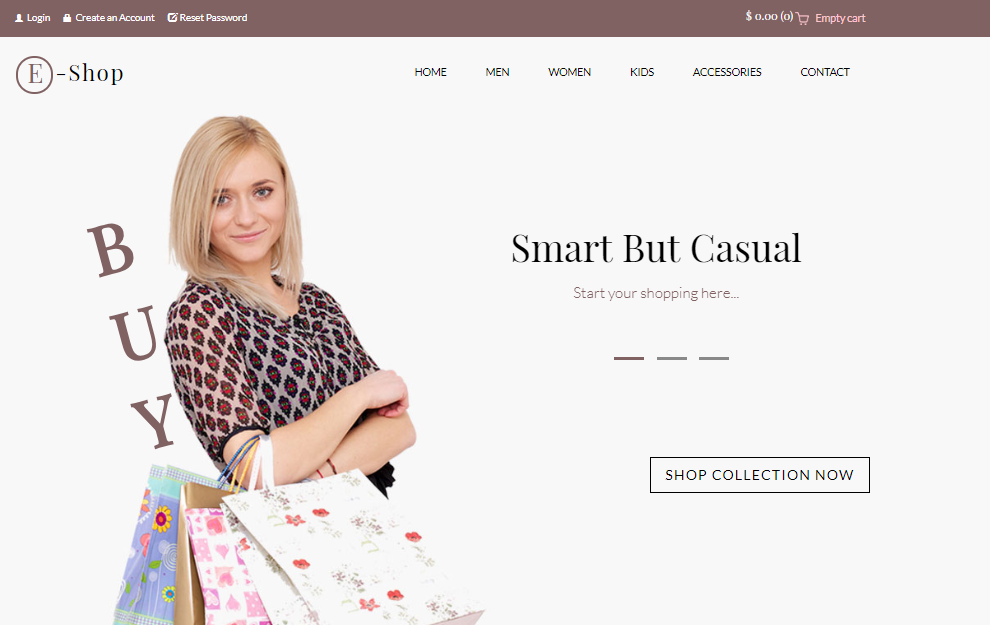 Login Create an Account Reset Password
$ 0.00 (0) Empty cart
E-Shop
HOME MEN WOMEN KIDS ACCESSORIES CONTACT
BUY
Smart But Casual
Start your shopping here...
SHOP COLLECTION NOW